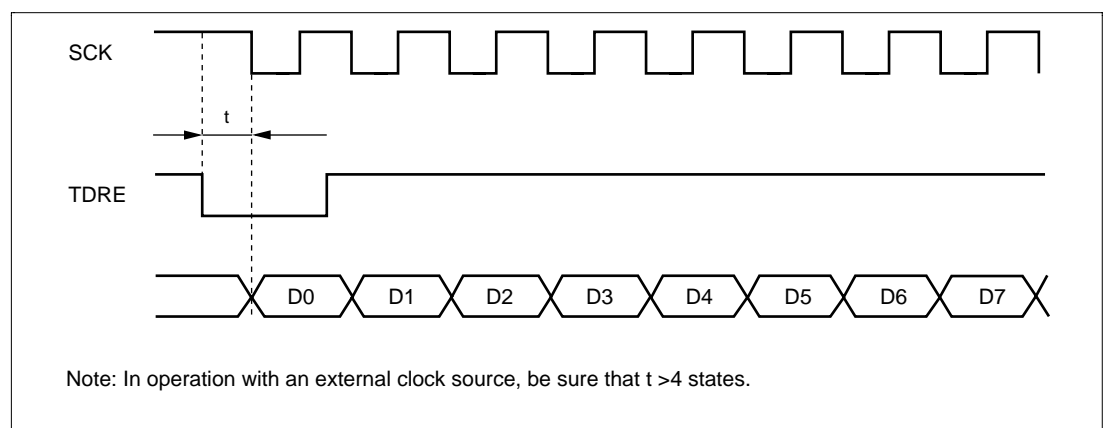 SCK
t
TDRE
D0 D1 D2 D3 D4 D5 D6 D7
Note: In operation with an external clock source, be sure that t >4 states.